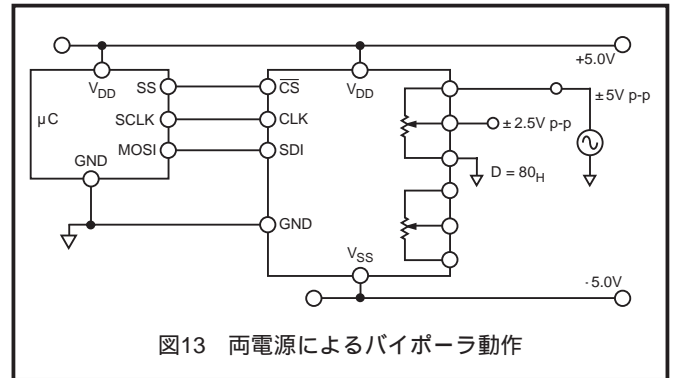 +5.0V
V_DD SS CS V_DD ±5V p-p
μC SCLK CLK ±2.5V p-p
MOSI SDI
GND D = 80_H
GND
V_SS
-5.0V
図13 両電源によるバイポーラ動作